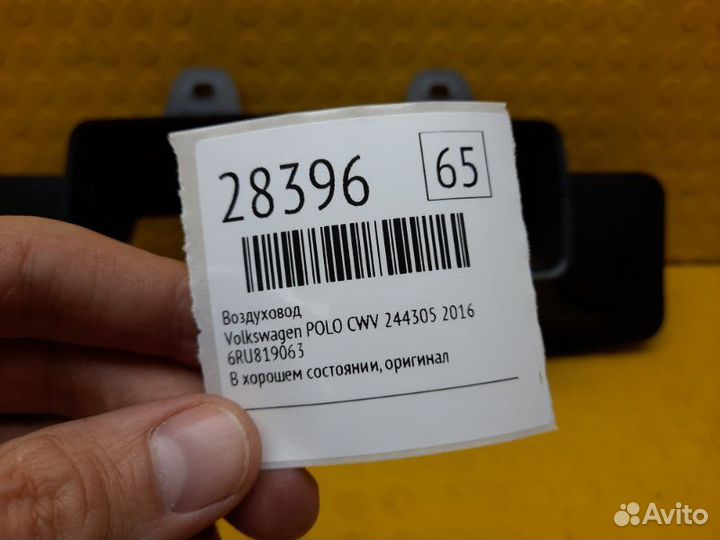 28396
65
Воздуховод
Volkswagen POLO CWV 244305 2016
6RU819063
В хорошем состоянии, оригинал
Avito